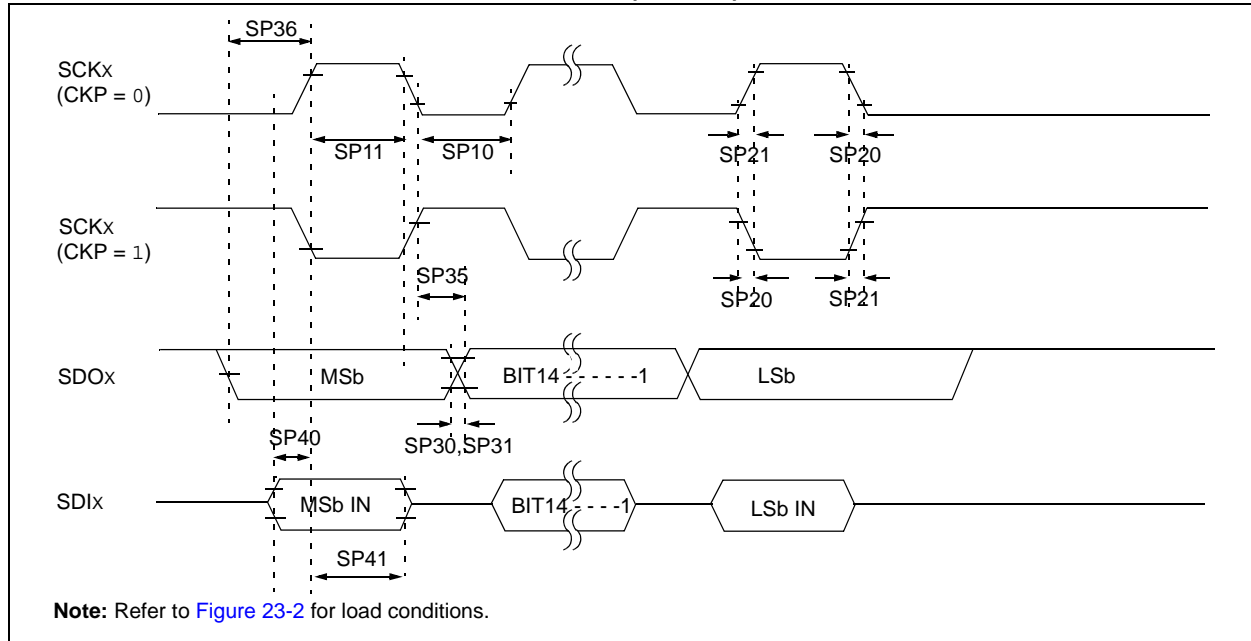 SP36
SCKX
(CKP = 0)
SP11
SP10
SP21
SP20
SCKX
(CKP = 1)
SP35
SP20
SP21
SDOX
MSb
BIT14 - - - - - -1
LSb
SP40
SP30,SP31
SDIX
MSb IN
BIT14 - - - -1
LSb IN
SP41
Note: Refer to Figure 23-2 for load conditions.